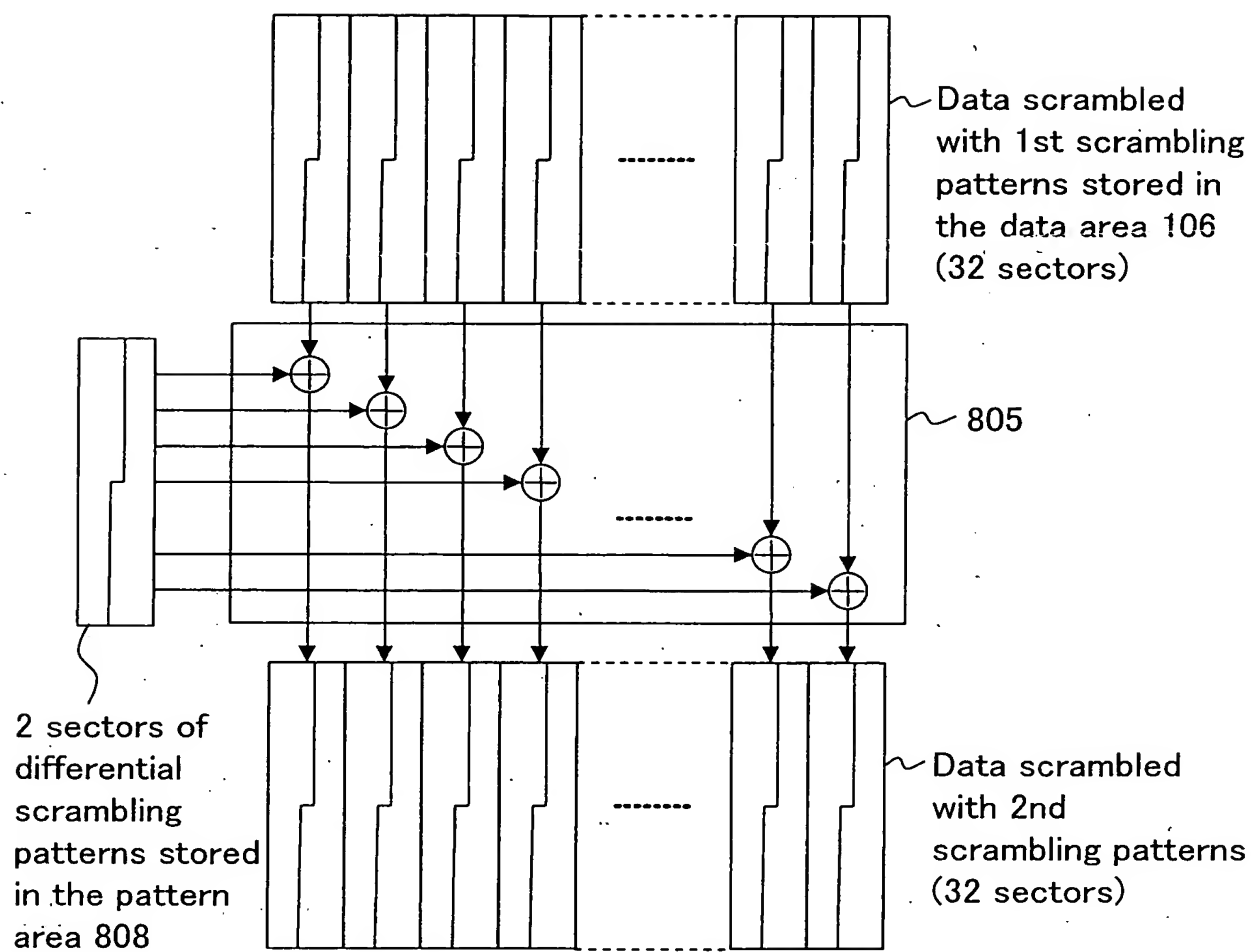 Data scrambled
with 1st scrambling
patterns stored in
the data area 106
(32 sectors)
805
2 sectors of
differential
scrambling
patterns stored
in the pattern
area 808
Data scrambled
with 2nd
scrambling patterns
(32 sectors)